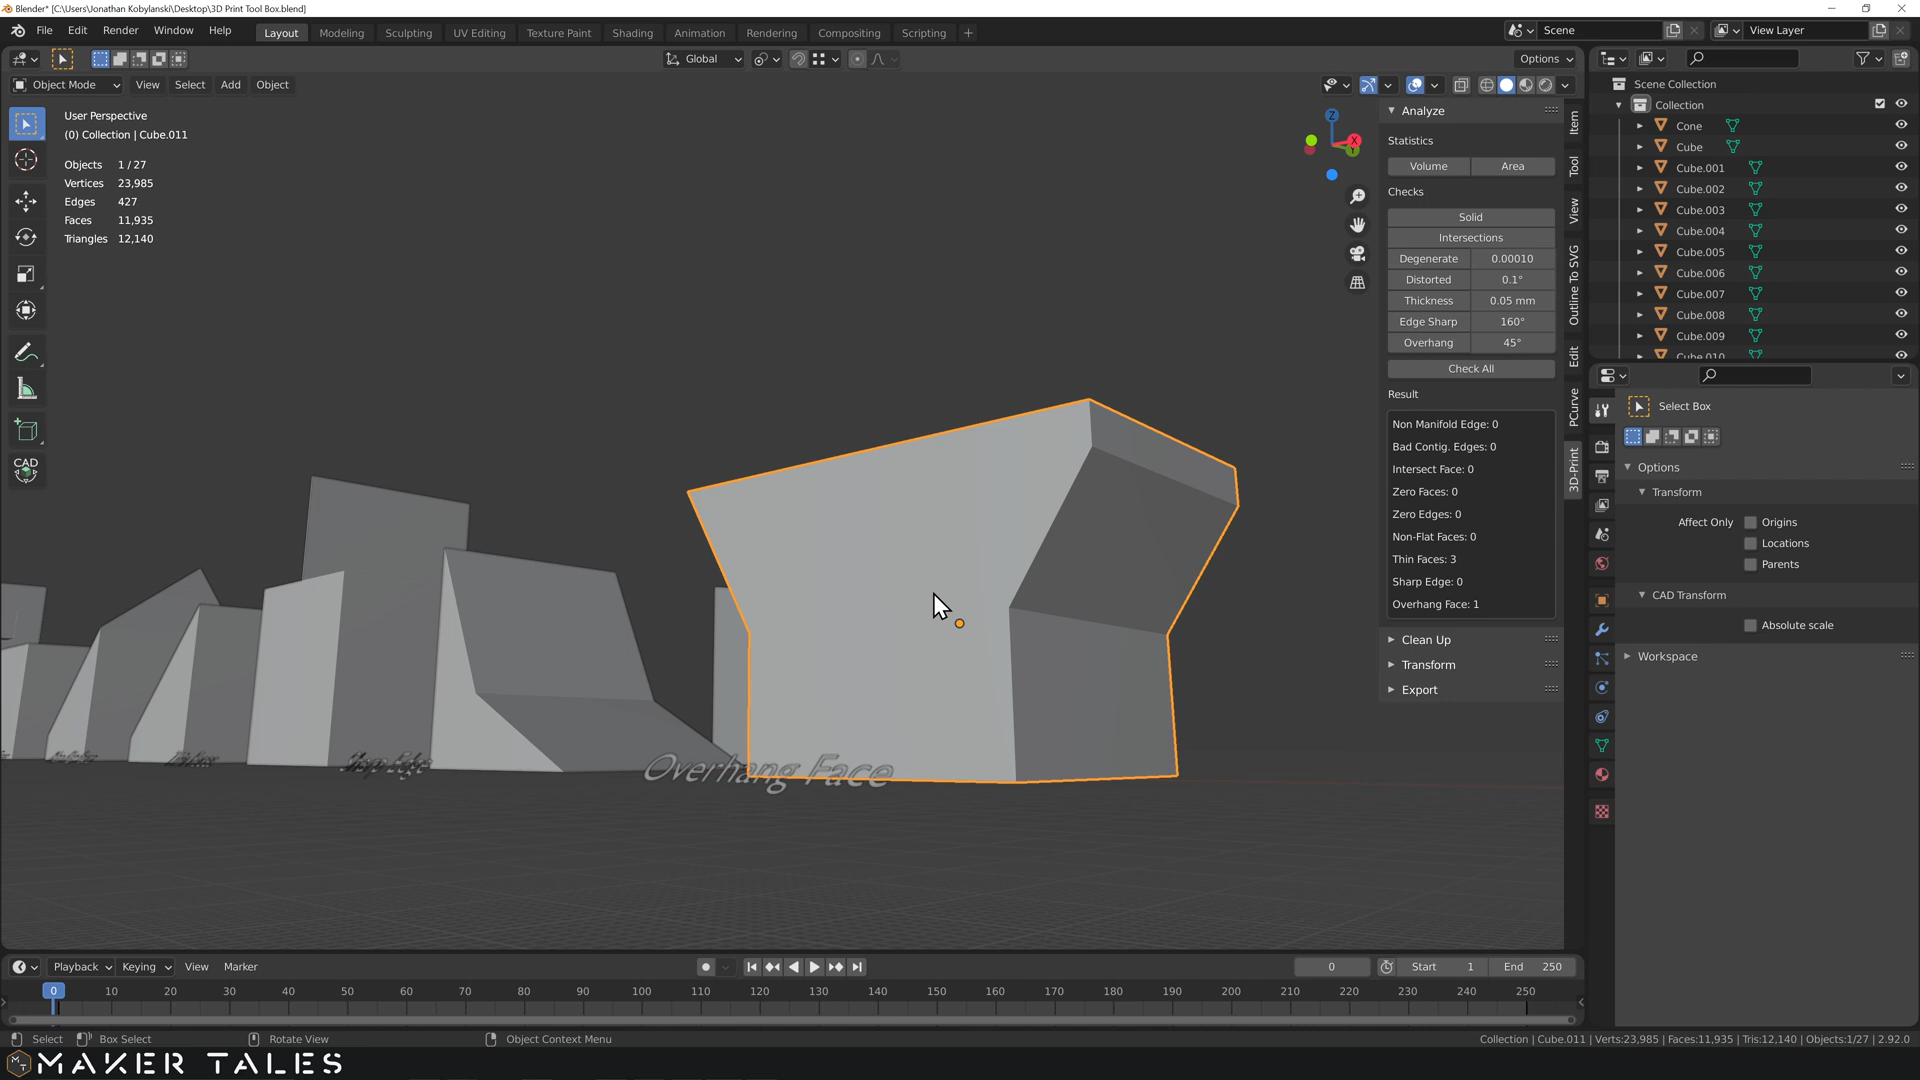 Blender* [C:\Users\Jonathan Kobylanski\Desktop\3D Print Tool Box.blend]
File Edit Render Window Help Layout Modeling Sculpting UV Editing Texture Paint Shading Animation Rendering Compositing Scripting + Scene View Layer
Global Options
Object Mode View Select Add Object
User Perspective
(0) Collection | Cube.011
Objects 1 / 27
Vertices 23,985
Edges 427
Faces 11,935
Triangles 12,140
CAD
Overhang Face
Z
X
Y
Analyze
Statistics
Volume Area
Checks
Solid
Intersections
Degenerate 0.00010
Distorted 0.1°
Thickness 0.05 mm
Edge Sharp 160°
Overhang 45°
Check All
Result
Non Manifold Edge: 0
Bad Contig. Edges: 0
Intersect Face: 0
Zero Faces: 0
Zero Edges: 0
Non-Flat Faces: 0
Thin Faces: 3
Sharp Edge: 0
Overhang Face: 1
Clean Up
Transform
Export
Item
Tool
View
Outline To SVG
Edit
PCurve
3D-Print
Scene Collection
Collection
Cone
Cube
Cube.001
Cube.002
Cube.003
Cube.004
Cube.005
Cube.006
Cube.007
Cube.008
Cube.009
Cube.010
Select Box
Options
Transform
Affect Only Origins
Locations
Parents
CAD Transform
Absolute scale
Workspace
Playback Keying View Marker 0 Start 1 End 250
0 10 20 30 40 50 60 70 80 90 100 110 120 130 140 150 160 170 180 190 200 210 220 230 240 250
Select Box Select Rotate View Object Context Menu Collection | Cube.011 | Verts:23,985 | Faces:11,935 | Tris:12,140 | Objects:1/27 | 2.92.0
MAKER TALES